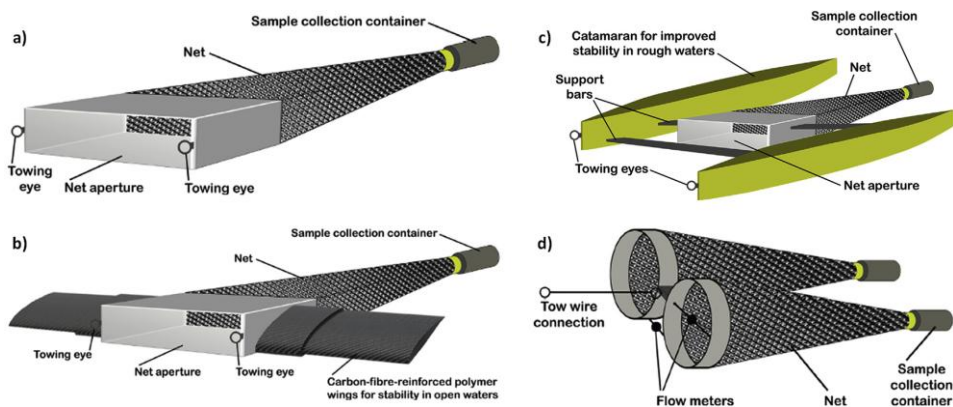 a)
Sample collection container
Net
Towing
eye
Net aperture
Towing eye
b)
Sample collection container
Net
Towing eye
Net aperture
Towing eye
Carbon-fibre-reinforced polymer
wings for stability in open waters
c)
Catamaran for improved
stability in rough waters
Sample collection
container
Net
Support
bars
Towing eyes
Net aperture
d)
Tow wire
connection
Flow meters
Net
Sample
collection
container